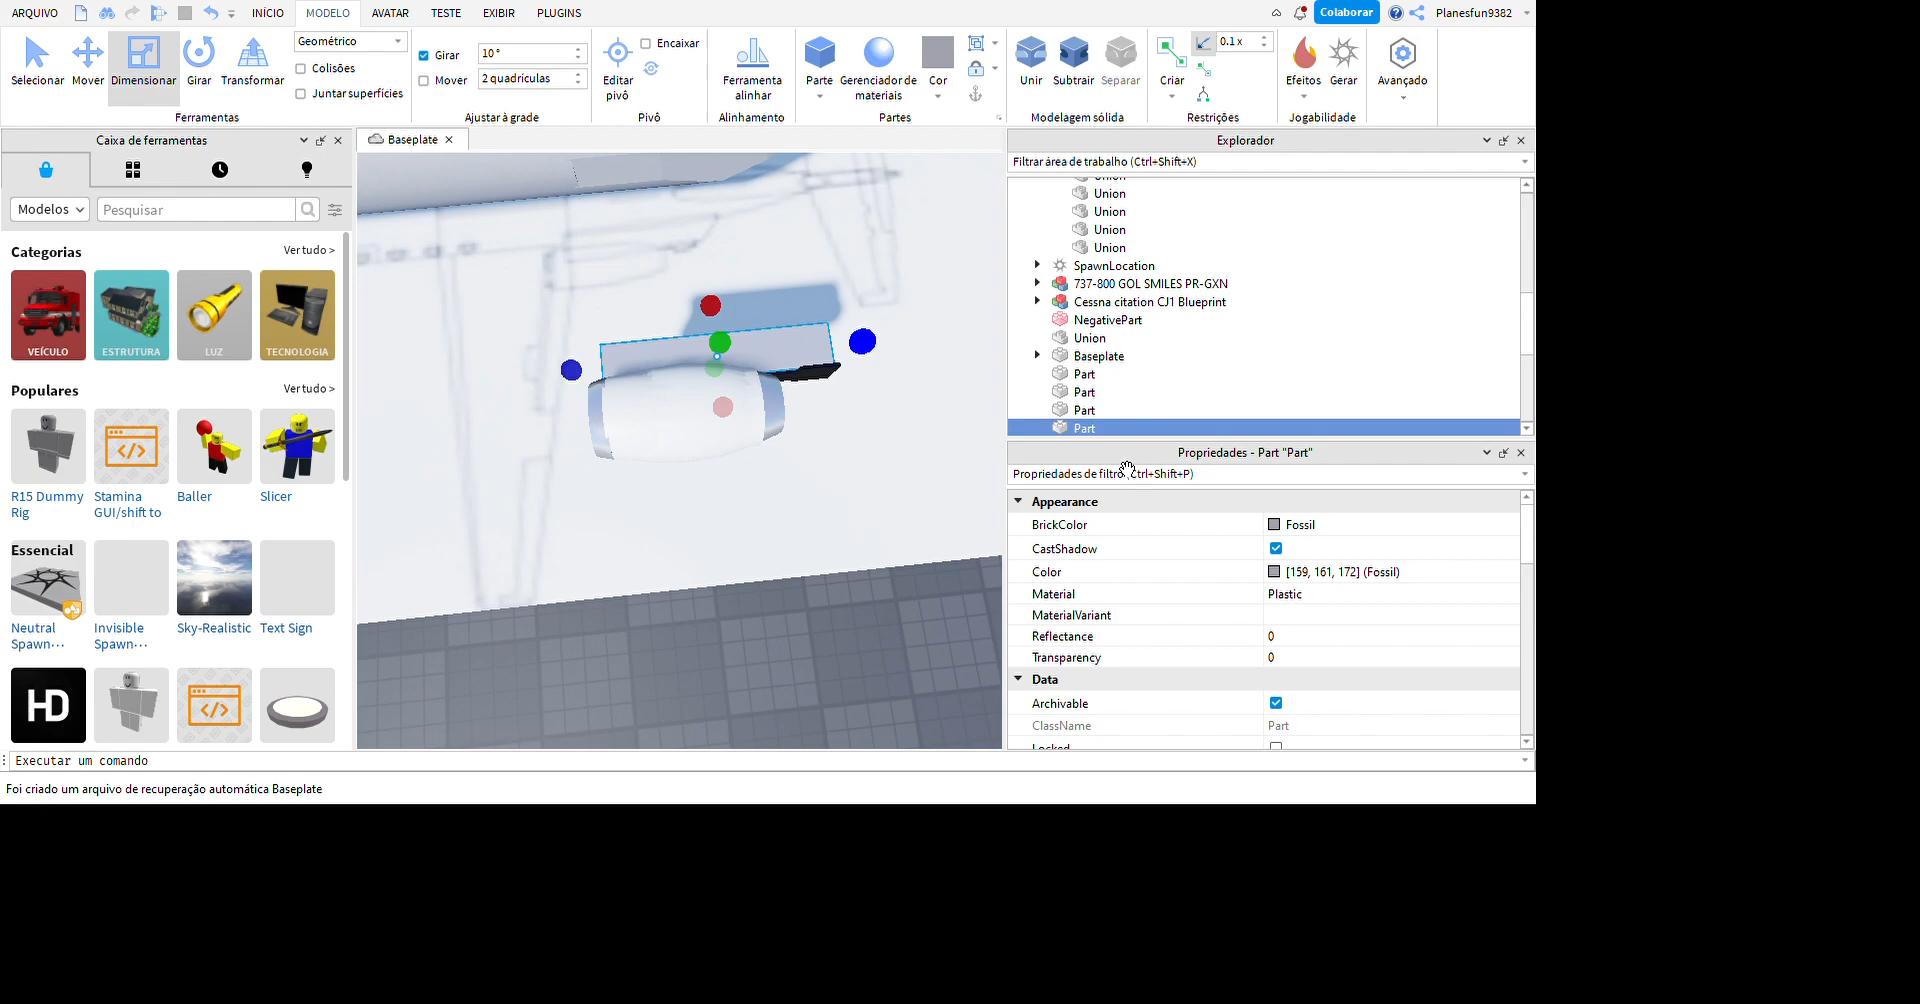 ARQUIVO INÍCIO MODELO AVATAR TESTE EXIBIR PLUGINS Colaborar Planesfun9382
Selecionar Mover Dimensionar Girar Transformar
Geométrico
Colisões
Juntar superfícies
Ferramentas
Girar 10°
Mover 2 quadrículas
Ajustar à grade
Editar pivô
Encaixar
Pivô
Ferramenta alinhar
Alinhamento
Parte Gerenciador de materiais Cor
Partes
Unir Subtrair Separar
Modelagem sólida
Criar 0.1 x
Restrições
Efeitos Gerar
Jogabilidade
Avançado
Caixa de ferramentas
Modelos Pesquisar
Categorias Ver tudo >
VEÍCULO ESTRUTURA LUZ TECNOLOGIA
Populares Ver tudo >
R15 Dummy Rig
Stamina GUI/shift to
Baller
Slicer
Essencial
Neutral Spawn···
Invisible Spawn···
Sky-Realistic
Text Sign
HD
Baseplate
Explorador
Filtrar área de trabalho (Ctrl+Shift+X)
Union
Union
Union
Union
Union
SpawnLocation
737-800 GOL SMILES PR-GXN
Cessna citation CJ1 Blueprint
NegativePart
Union
Baseplate
Part
Part
Part
Part
Propriedades - Part "Part"
Propriedades de filtro (Ctrl+Shift+P)
Appearance
BrickColor Fossil
CastShadow
Color [159, 161, 172] (Fossil)
Material Plastic
MaterialVariant
Reflectance 0
Transparency 0
Data
Archivable
ClassName Part
Locked
Executar um comando
Foi criado um arquivo de recuperação automática Baseplate